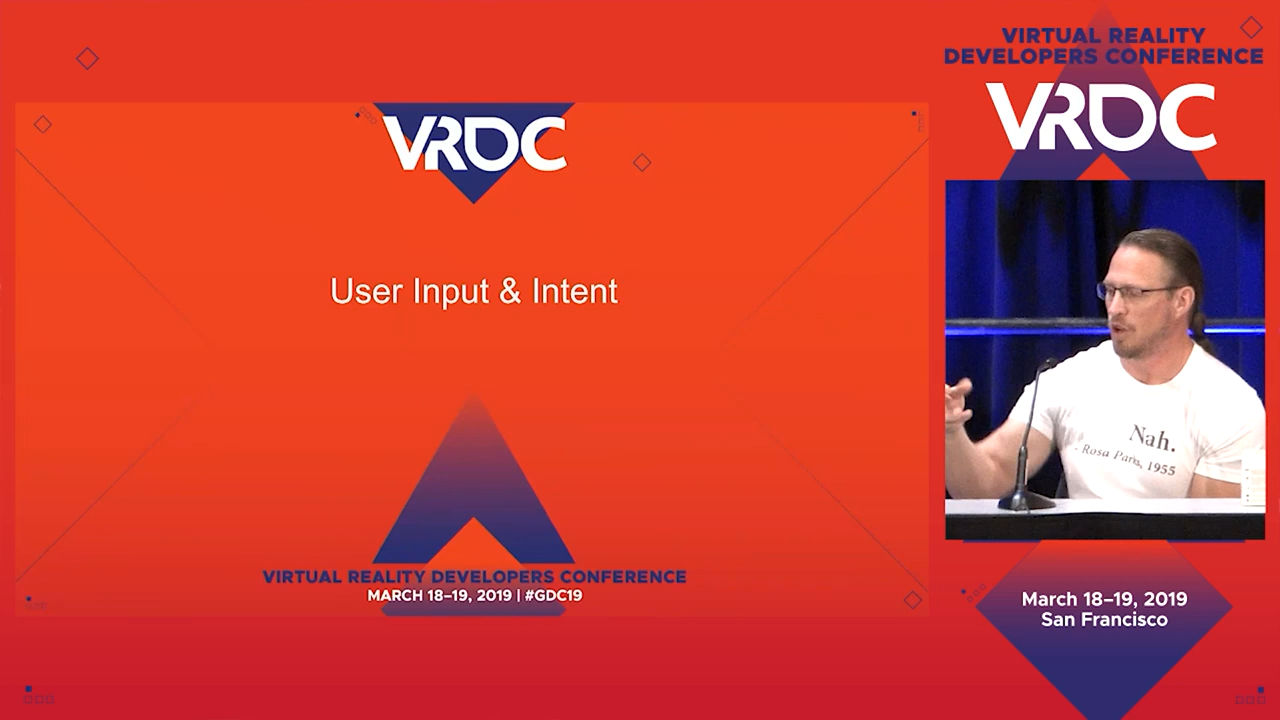 VRDC
User Input & Intent
VIRTUAL REALITY DEVELOPERS CONFERENCE
MARCH 18–19, 2019 | #GDC19
VIRTUAL REALITY
DEVELOPERS CONFERENCE
VRDC
Nah.
- Rosa Parks, 1955
March 18–19, 2019
San Francisco